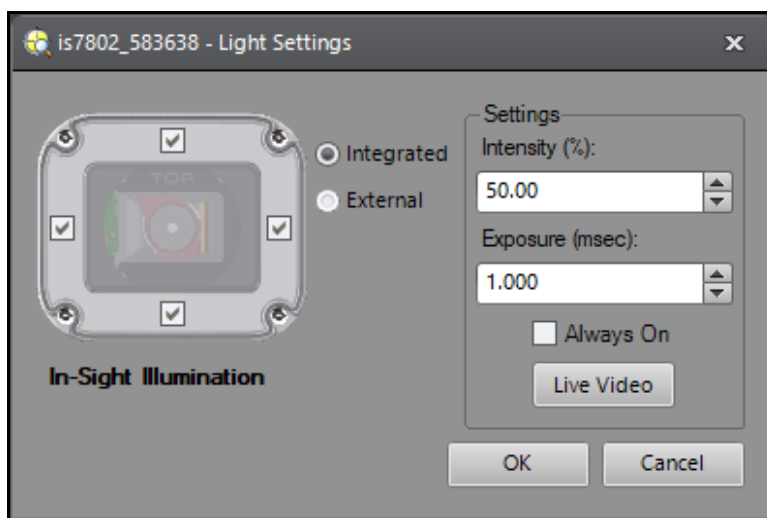 is7802_583638 - Light Settings
TOP
Integrated
External
In-Sight Illumination
Settings
Intensity (%):
50.00
Exposure (msec):
1.000
Always On
Live Video
OK
Cancel